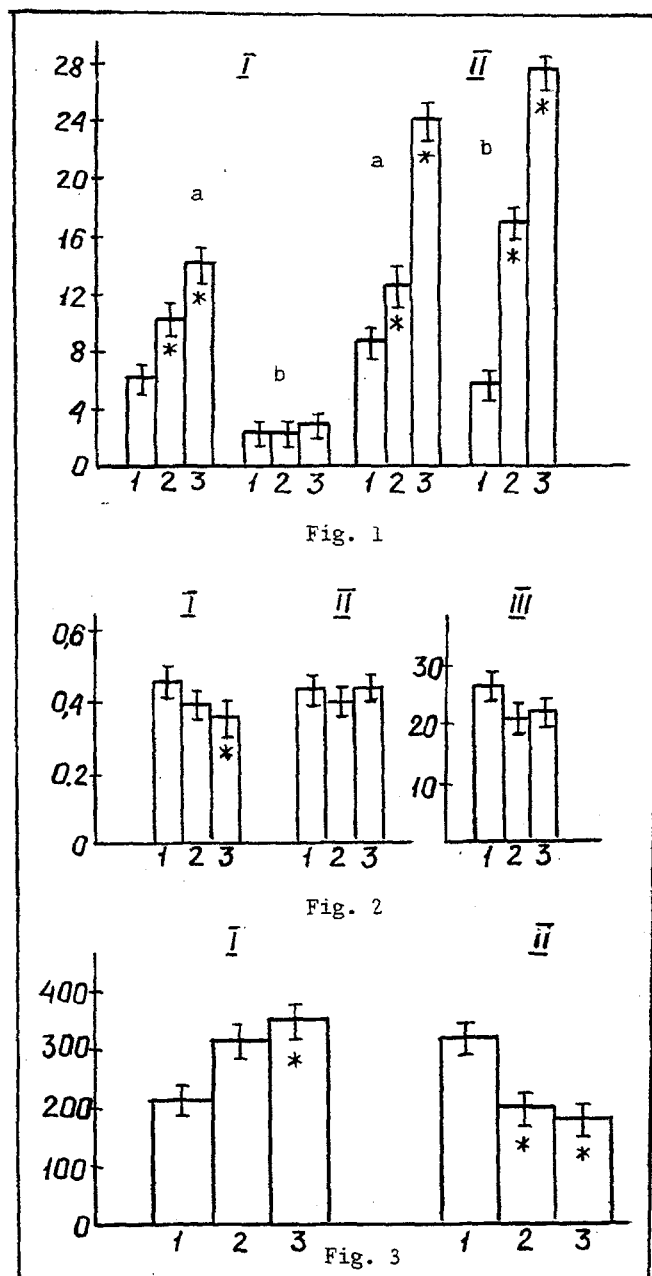 I II
28
24
20
16
12
8
4
0
a
b
a
b
* * * * * *
1 2 3 1 2 3 1 2 3 1 2 3
Fig. 1
I II III
0,6
0,4
0,2
0
30
20
10
*
1 2 3 1 2 3 1 2 3
Fig. 2
I II
400
300
200
100
0
* * *
1 2 3 1 2 3
Fig. 3